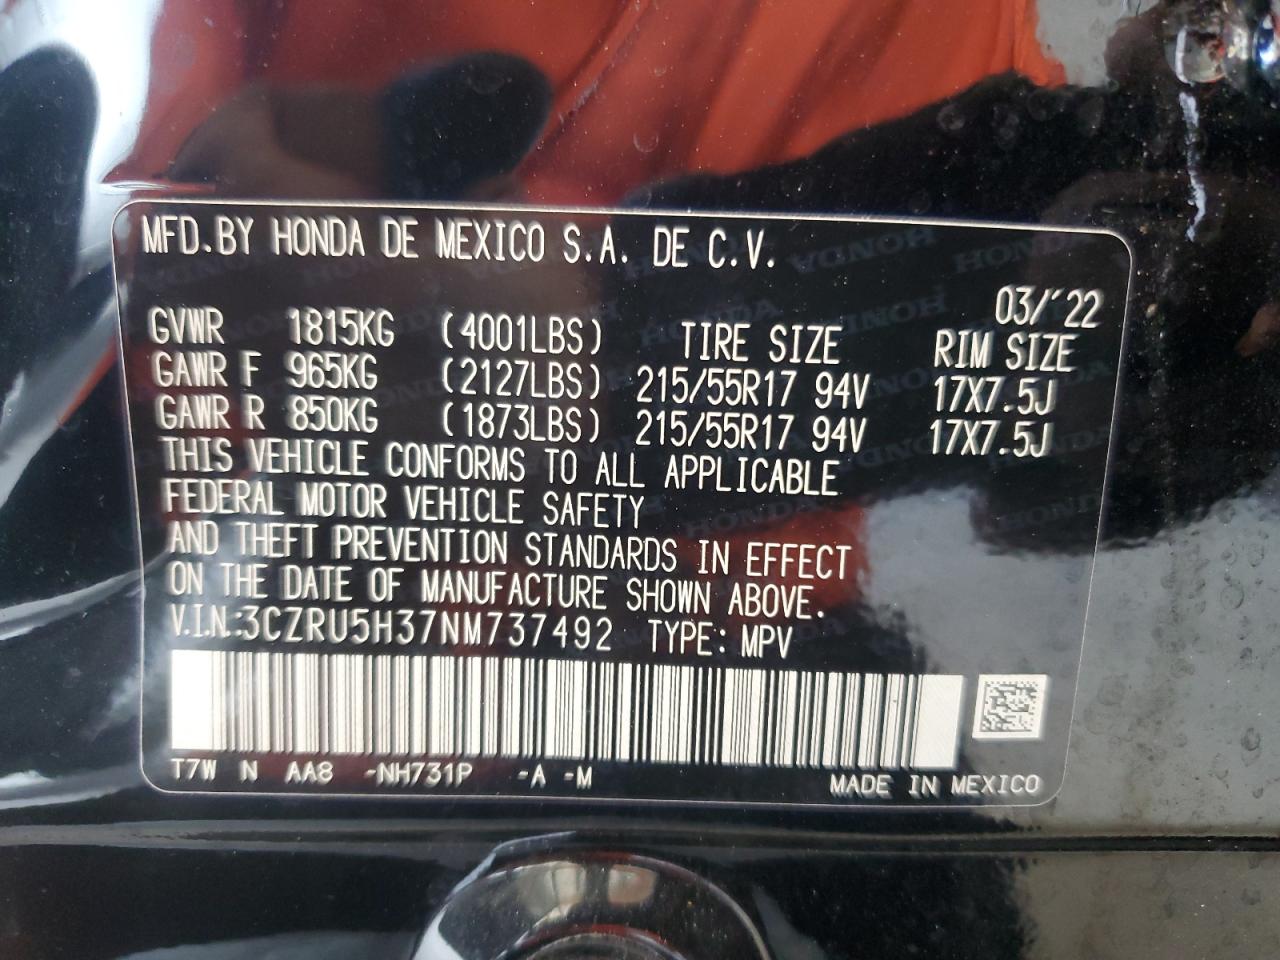 MFD.BY HONDA DE MEXICO S.A. DE C.V.
03/'22
GVWR 1815KG (4001LBS) TIRE SIZE RIM SIZE
GAWR F 965KG (2127LBS) 215/55R17 94V 17X7.5J
GAWR R 850KG (1873LBS) 215/55R17 94V 17X7.5J
THIS VEHICLE CONFORMS TO ALL APPLICABLE
FEDERAL MOTOR VEHICLE SAFETY
AND THEFT PREVENTION STANDARDS IN EFFECT
ON THE DATE OF MANUFACTURE SHOWN ABOVE.
V.I.N.:3CZRU5H37NM737492 TYPE: MPV
T7W N AA8 -NH731P -A -M
MADE IN MEXICO